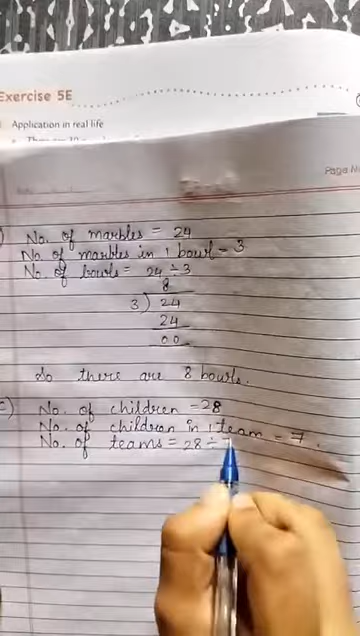 Exercise 5E
Application in real life
Page No
No. of marbles = 24
No. of marbles in 1 bowl = 3
No. of bowls = 24 ÷ 3
8
3) 24
24
00
So there are 8 bowls.
c) No. of children = 28
No. of children in 1 team = 7.
No. of teams = 28 ÷